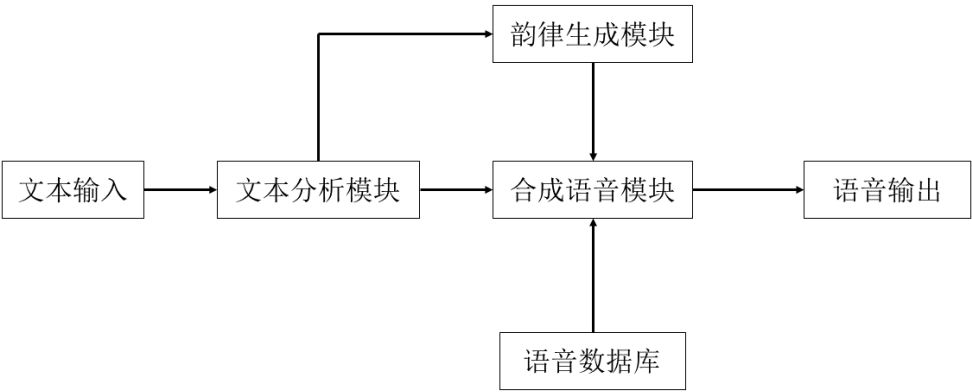 韵律生成模块
文本输入
文本分析模块
合成语音模块
语音输出
语音数据库